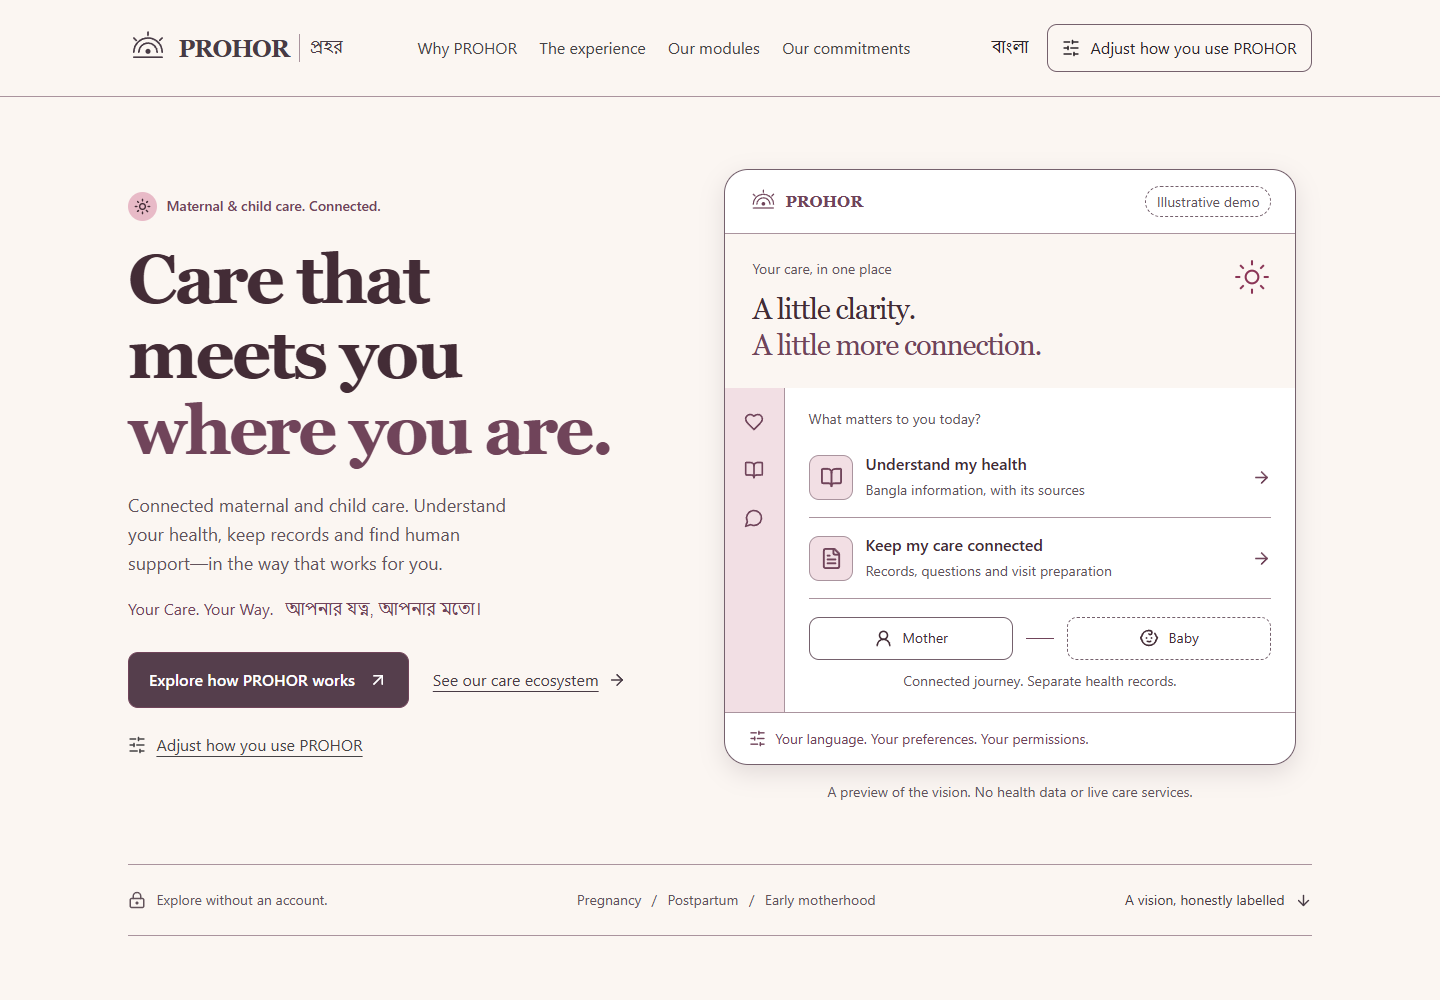 PROHOR | প্রহর
Why PROHOR
The experience
Our modules
Our commitments
বাংলা
Adjust how you use PROHOR
Maternal & child care. Connected.
Care that
meets you
where you are.
Connected maternal and child care. Understand
your health, keep records and find human
support—in the way that works for you.
Your Care. Your Way. আপনার যত্ন, আপনার মতো।
Explore how PROHOR works
See our care ecosystem
Adjust how you use PROHOR
PROHOR
Illustrative demo
Your care, in one place
A little clarity.
A little more connection.
What matters to you today?
Understand my health
Bangla information, with its sources
Keep my care connected
Records, questions and visit preparation
Mother
Baby
Connected journey. Separate health records.
Your language. Your preferences. Your permissions.
A preview of the vision. No health data or live care services.
Explore without an account.
Pregnancy / Postpartum / Early motherhood
A vision, honestly labelled